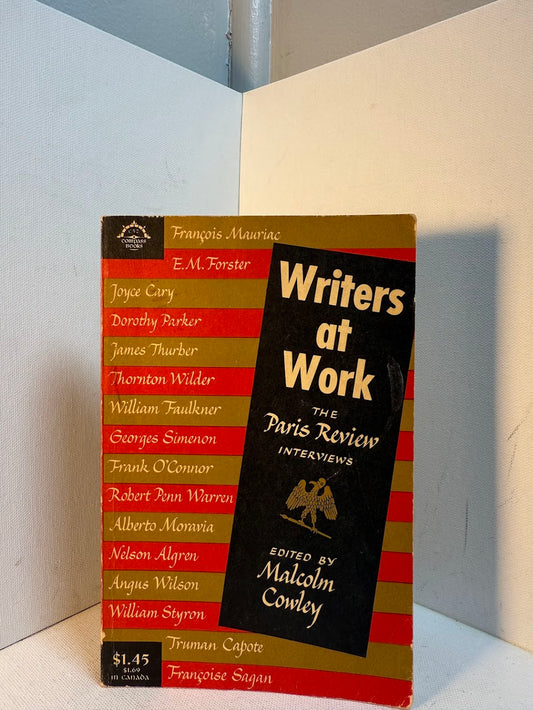 C52
COMPASS
BOOKS
François Mauriac
E.M. Forster
Joyce Cary
Dorothy Parker
James Thurber
Thornton Wilder
William Faulkner
Georges Simenon
Frank O'Connor
Robert Penn Warren
Alberto Moravia
Nelson Algren
Angus Wilson
William Styron
Truman Capote
Françoise Sagan
Writers
at
Work
THE
Paris Review
INTERVIEWS
EDITED BY
Malcolm
Cowley
$1.45
$1.69
IN CANADA